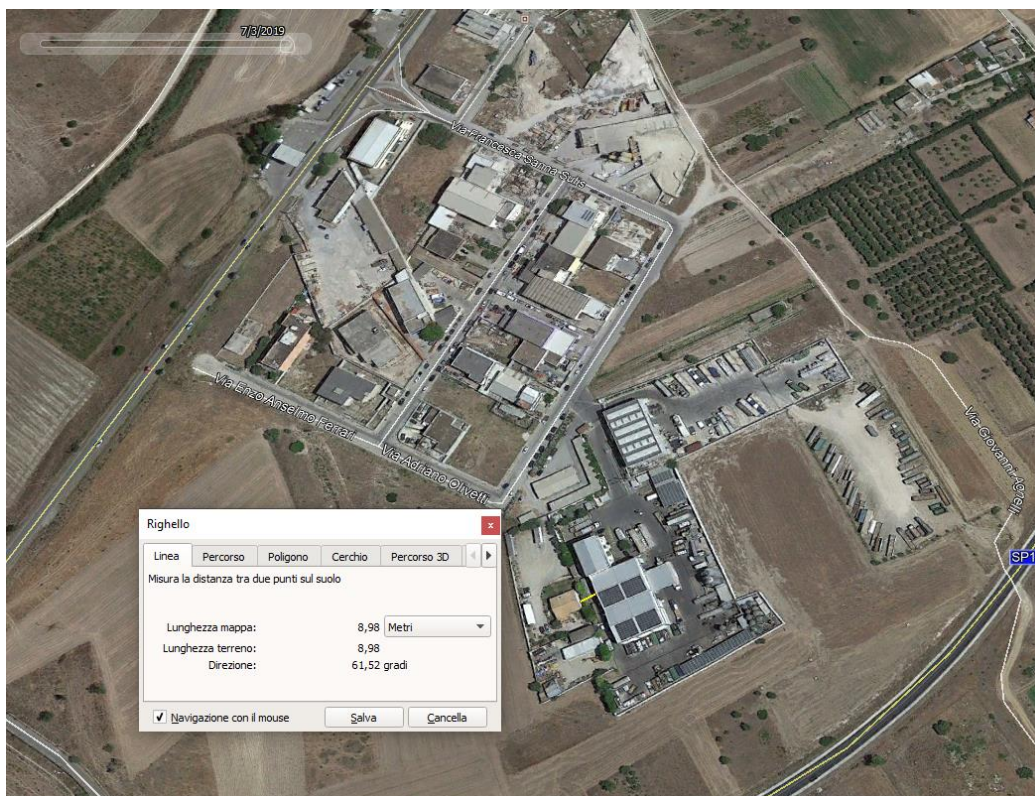 7/3/2019
Via Francesca Sanna Sulis
Via Enzo Anselmo Ferrari
Via Adriano Olivetti
SP1
Righello
x
Linea Percorso Poligono Cerchio Percorso 3D
Misura la distanza tra due punti sul suolo
Lunghezza mappa: 8,98 Metri
Lunghezza terreno: 8,98
Direzione: 61,52 gradi
Navigazione con il mouse Salva Cancella
Via Giovanni